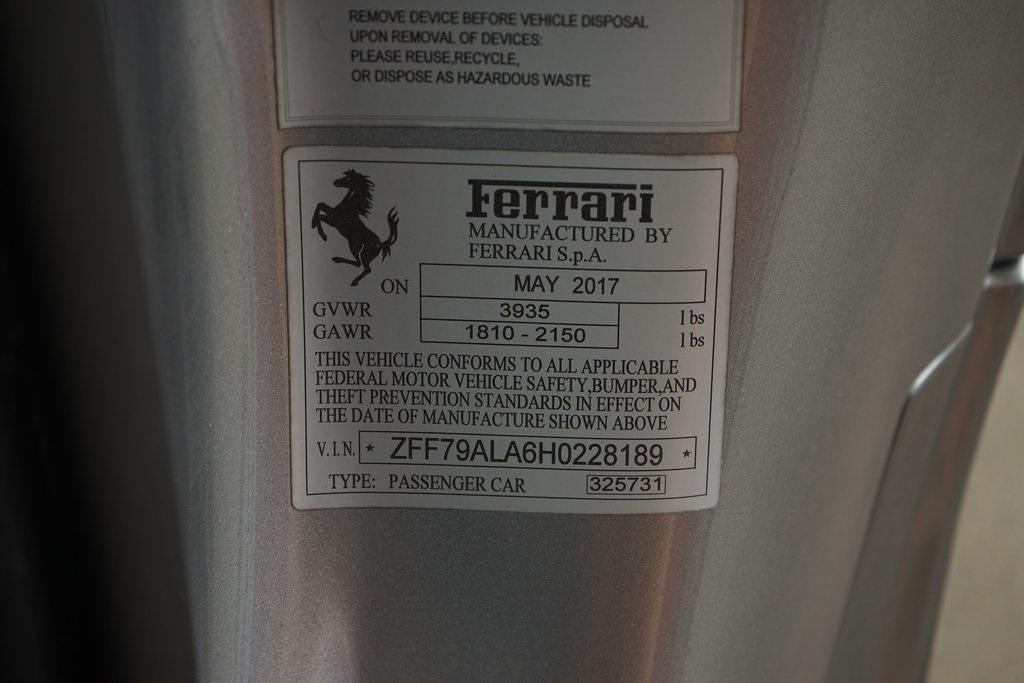 REMOVE DEVICE BEFORE VEHICLE DISPOSAL
UPON REMOVAL OF DEVICES:
PLEASE REUSE,RECYCLE,
OR DISPOSE AS HAZARDOUS WASTE
Ferrari
MANUFACTURED BY
FERRARI S.p.A.
ON MAY 2017
GVWR 3935 lbs
GAWR 1810 - 2150 lbs
THIS VEHICLE CONFORMS TO ALL APPLICABLE
FEDERAL MOTOR VEHICLE SAFETY,BUMPER,AND
THEFT PREVENTION STANDARDS IN EFFECT ON
THE DATE OF MANUFACTURE SHOWN ABOVE
V.I.N. * ZFF79ALA6H0228189 *
TYPE: PASSENGER CAR 325731